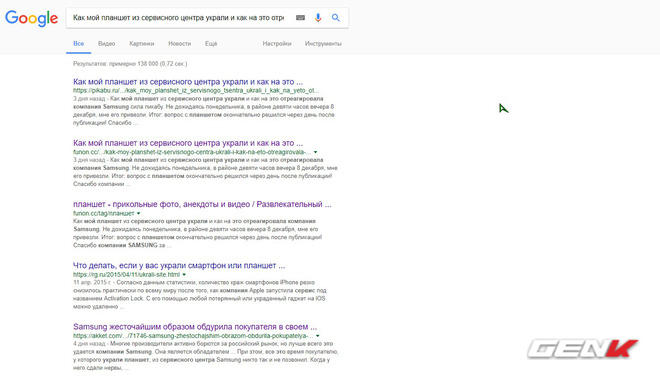 Google
Как мой планшет из сервисного центра украли и как на это отре
Все Видео Картинки Новости Ещё Настройки Инструменты
Результатов: примерно 138 000 (0,72 сек.)
Как мой планшет из сервисного центра украли и как на это ...
https://pikabu.ru/.../kak_moy_planshet_iz_servisnogo_tsentra_ukrali_i_kak_na_yeto_ot...
3 дня назад - Как мой планшет из сервисного центра украли и как на это отреагировала
компания Samsung сила пикабу. Не дожидаясь понедельника, в районе девяти часов вечера 8
декабря, мне его привезли. Итог: вопрос с планшетом окончательно решился через день после
публикации! Спасибо ...
Как мой планшет из сервисного центра украли и как на это ...
funon.cc/.../kak-moy-planshet-iz-servisnogo-centra-ukrali-i-kak-na-eto-otreagirovala-...
3 дня назад - Как мой планшет из сервисного центра украли и как на это отреагировала
компания Samsung. Не дожидаясь понедельника, в районе девяти часов вечера 8 декабря, мне
его привезли. Итог: вопрос с планшетом окончательно решился через день после публикации!
Спасибо компании ...
планшет - прикольные фото, анекдоты и видео / Развлекательный ...
funon.cc/tag/планшет
Как мой планшет из сервисного центра украли и как на это отреагировала компания
Samsung. Не дожидаясь понедельника, в районе девяти часов вечера 8 декабря, мне его
привезли. Итог: вопрос с планшетом окончательно решился через день после публикации!
Спасибо компании SAMSUNG за ...
Что делать, если у вас украли смартфон или планшет ...
https://rg.ru/2015/04/11/ukrali-site.html
11 апр. 2015 г. - Согласно данным статистики, количество краж смартфонов iPhone резко
снизилось практически по всему миру после того, как компания Apple запустила сервис под
названием Activation Lock. С его помощью любой потерянный или украденный гаджет на iOS
можно удаленно ...
Samsung жесточайшим образом обдурила покупателя в своем ...
https://akket.com/.../71746-samsung-zhestochajshim-obrazom-obdurila-pokupatelya-...
4 дня назад - Многие производители активно борются за российский рынок, но лучше всего это
удается компании Samsung. Она является обладателем ... При этом, все это время покупателю,
у которого украли планшет, из сервисного центра Samsung никто так и не позвонил. Когда у
него сдали нервы, ...
GENK